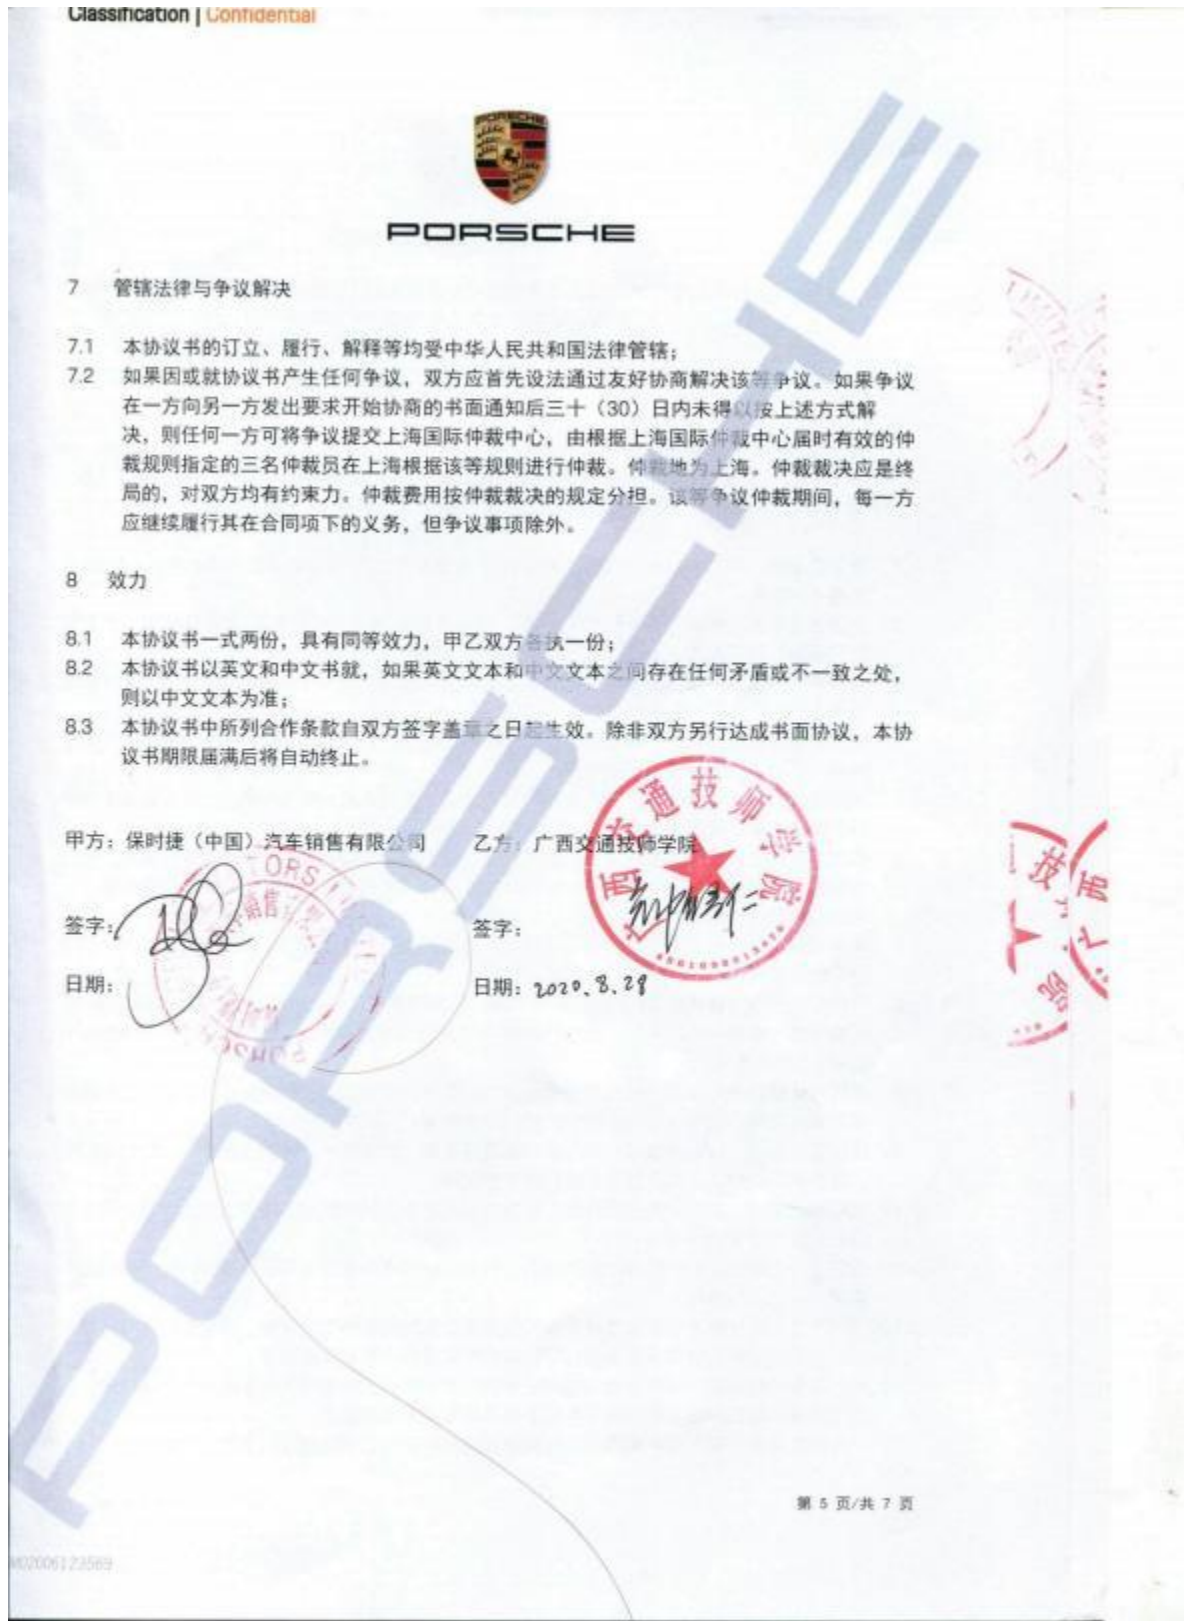 Classification | Confidential
PORSCHE
PORSCHE
7 管辖法律与争议解决
7.1 本协议书的订立、履行、解释等均受中华人民共和国法律管辖；
7.2 如果因或就协议书产生任何争议，双方应首先设法通过友好协商解决该等争议。如果争议
在一方向另一方发出要求开始协商的书面通知后三十（30）日内未得以按上述方式解
决，则任何一方可将争议提交上海国际仲裁中心，由根据上海国际仲裁中心届时有效的仲
裁规则指定的三名仲裁员在上海根据该等规则进行仲裁。仲裁地为上海。仲裁裁决应是终
局的，对双方均有约束力。仲裁费用按仲裁裁决的规定分担。该等争议仲裁期间，每一方
应继续履行其在合同项下的义务，但争议事项除外。
8 效力
8.1 本协议书一式两份，具有同等效力，甲乙双方各执一份；
8.2 本协议书以英文和中文书就，如果英文文本和中文文本之间存在任何矛盾或不一致之处，
则以中文文本为准；
8.3 本协议书中所列合作条款自双方签字盖章之日起生效。除非双方另行达成书面协议，本协
议书期限届满后将自动终止。
甲方：保时捷（中国）汽车销售有限公司 乙方：广西交通技师学院
广西交通技师学院
签字： 签字：
日期： 日期：2020.8.28
第 5 页/共 7 页
PORSCHE